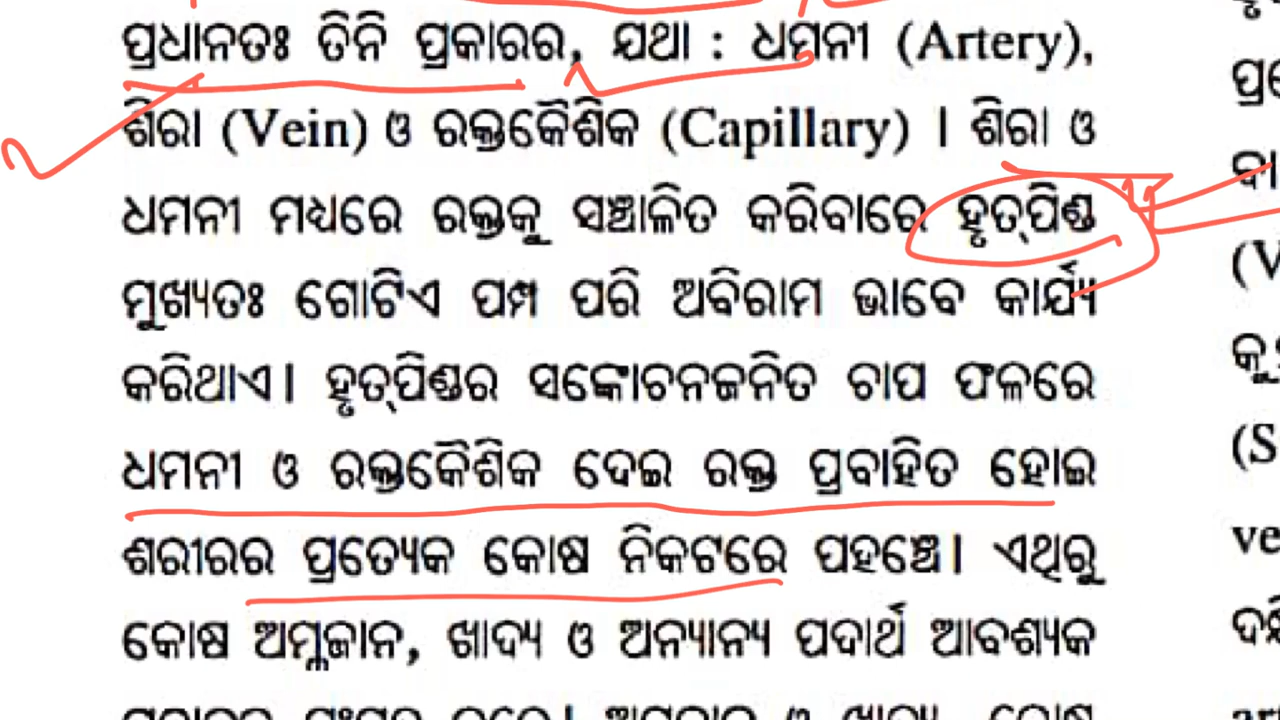 ପ୍ରଧାନତଃ ତିନି ପ୍ରକାରର, ଯଥା : ଧମନୀ (Artery),
ଶିରା (Vein) ଓ ରକ୍ତକୈଶିକ (Capillary) । ଶିରା ଓ
ଧମନୀ ମଧ୍ୟରେ ରକ୍ତକୁ ସଞ୍ଚାଳିତ କରିବାରେ ହୃତ୍‌ପିଣ୍ଡ
ମୁଖ୍ୟତଃ ଗୋଟିଏ ପମ୍ପ ପରି ଅବିରାମ ଭାବେ କାର୍ଯ୍ୟ
କରିଥାଏ। ହୃତ୍‌ପିଣ୍ଡର ସଙ୍କୋଚନଜନିତ ଚାପ ଫଳରେ
ଧମନୀ ଓ ରକ୍ତକୈଶିକ ଦେଇ ରକ୍ତ ପ୍ରବାହିତ ହୋଇ
ଶରୀରର ପ୍ରତ୍ୟେକ କୋଷ ନିକଟରେ ପହଞ୍ଚେ। ଏଥିରୁ
କୋଷ ଅମ୍ଳଜାନ, ଖାଦ୍ୟ ଓ ଅନ୍ୟାନ୍ୟ ପଦାର୍ଥ ଆବଶ୍ୟକ